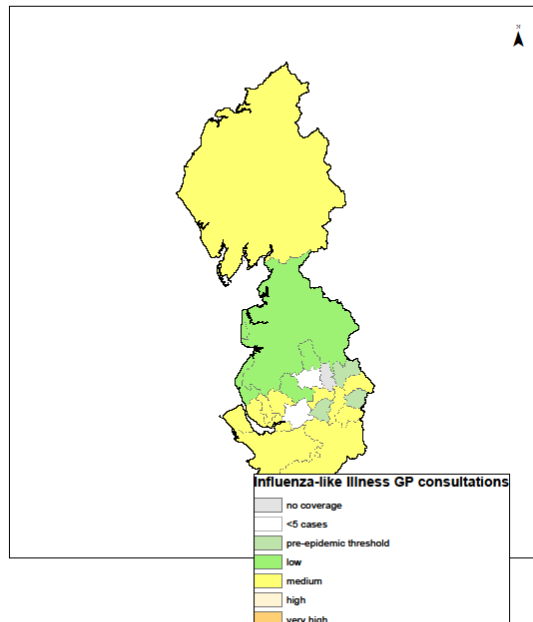 N
Influenza-like Illness GP consultations
no coverage
<5 cases
pre-epidemic threshold
low
medium
high
very high